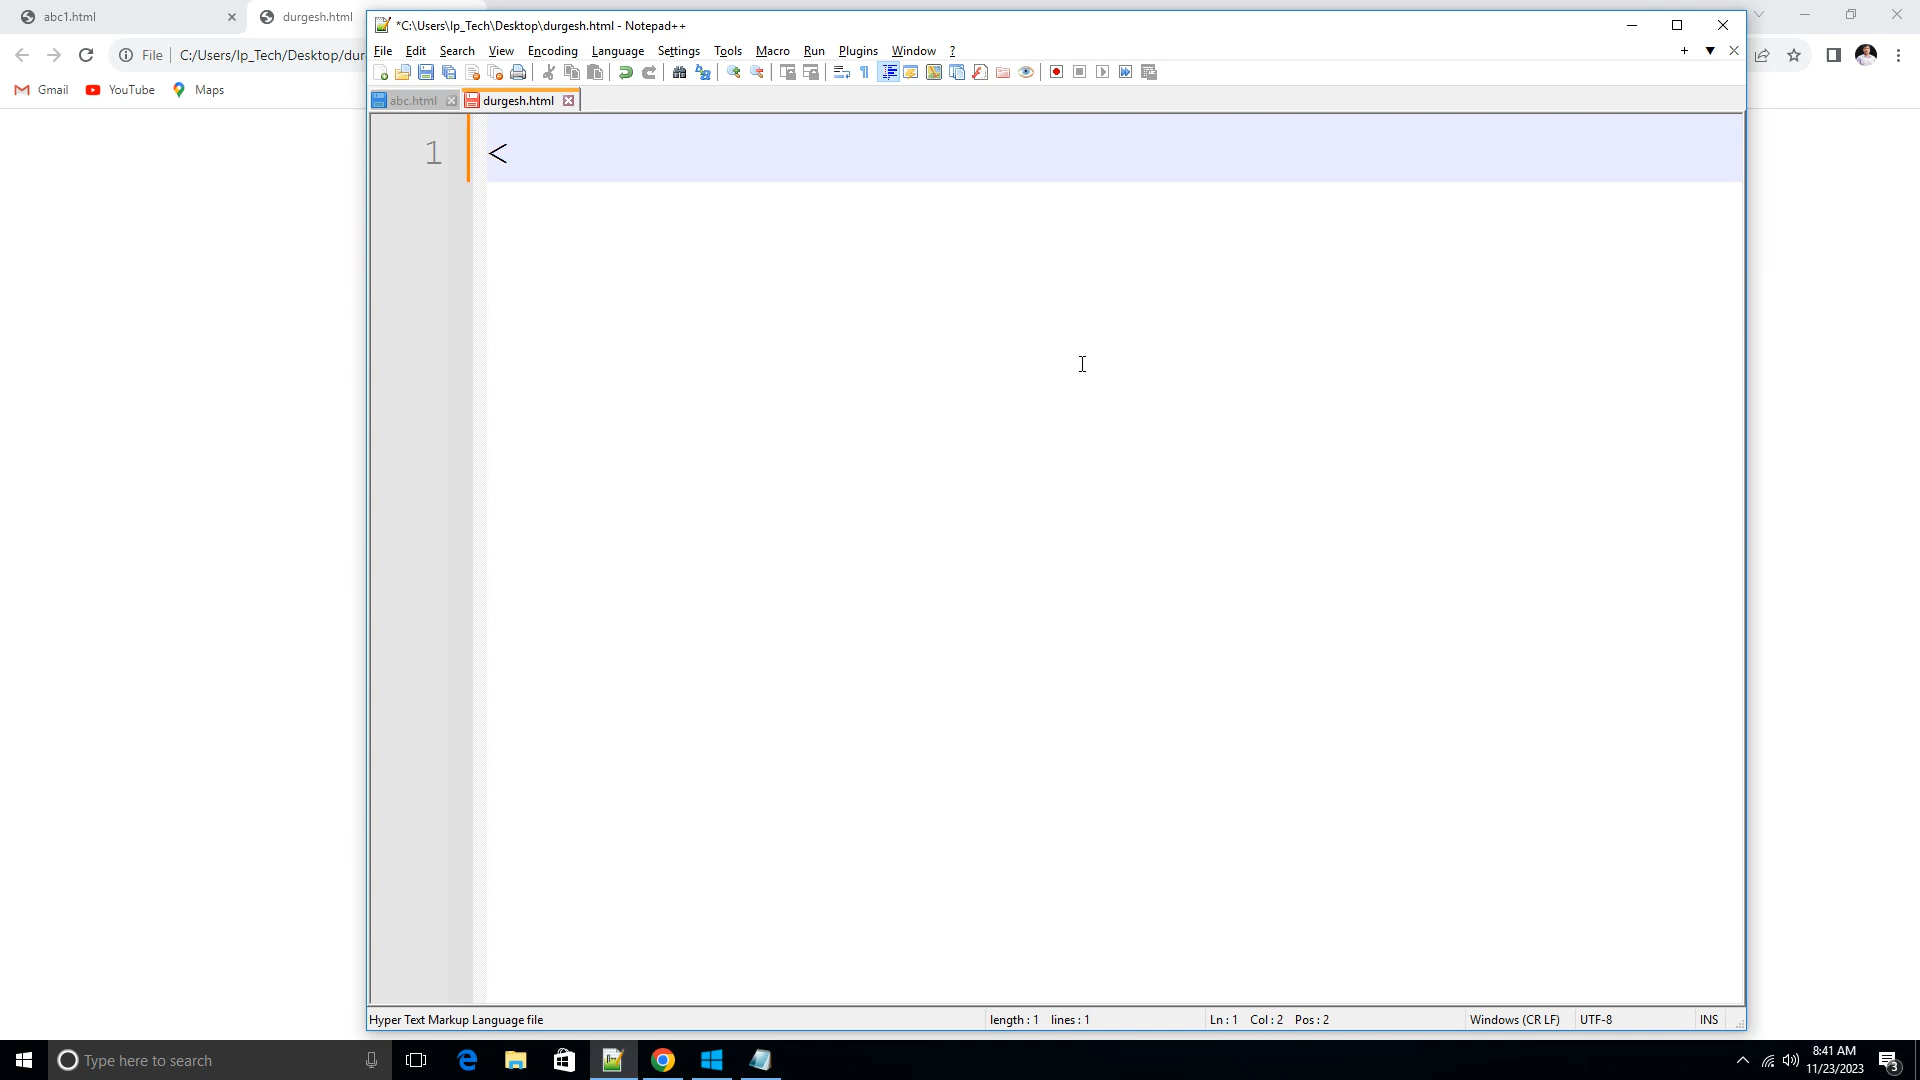 abc1.html
durgesh.html
*C:\Users\Ip_Tech\Desktop\durgesh.html - Notepad++
File Edit Search View Encoding Language Settings Tools Macro Run Plugins Window ?
File C:/Users/Ip_Tech/Desktop/dur
Gmail YouTube Maps
abc.html durgesh.html
1 <
Hyper Text Markup Language file length : 1 lines : 1 Ln : 1 Col : 2 Pos : 2 Windows (CR LF) UTF-8 INS
Type here to search
8:41 AM
11/23/2023
3